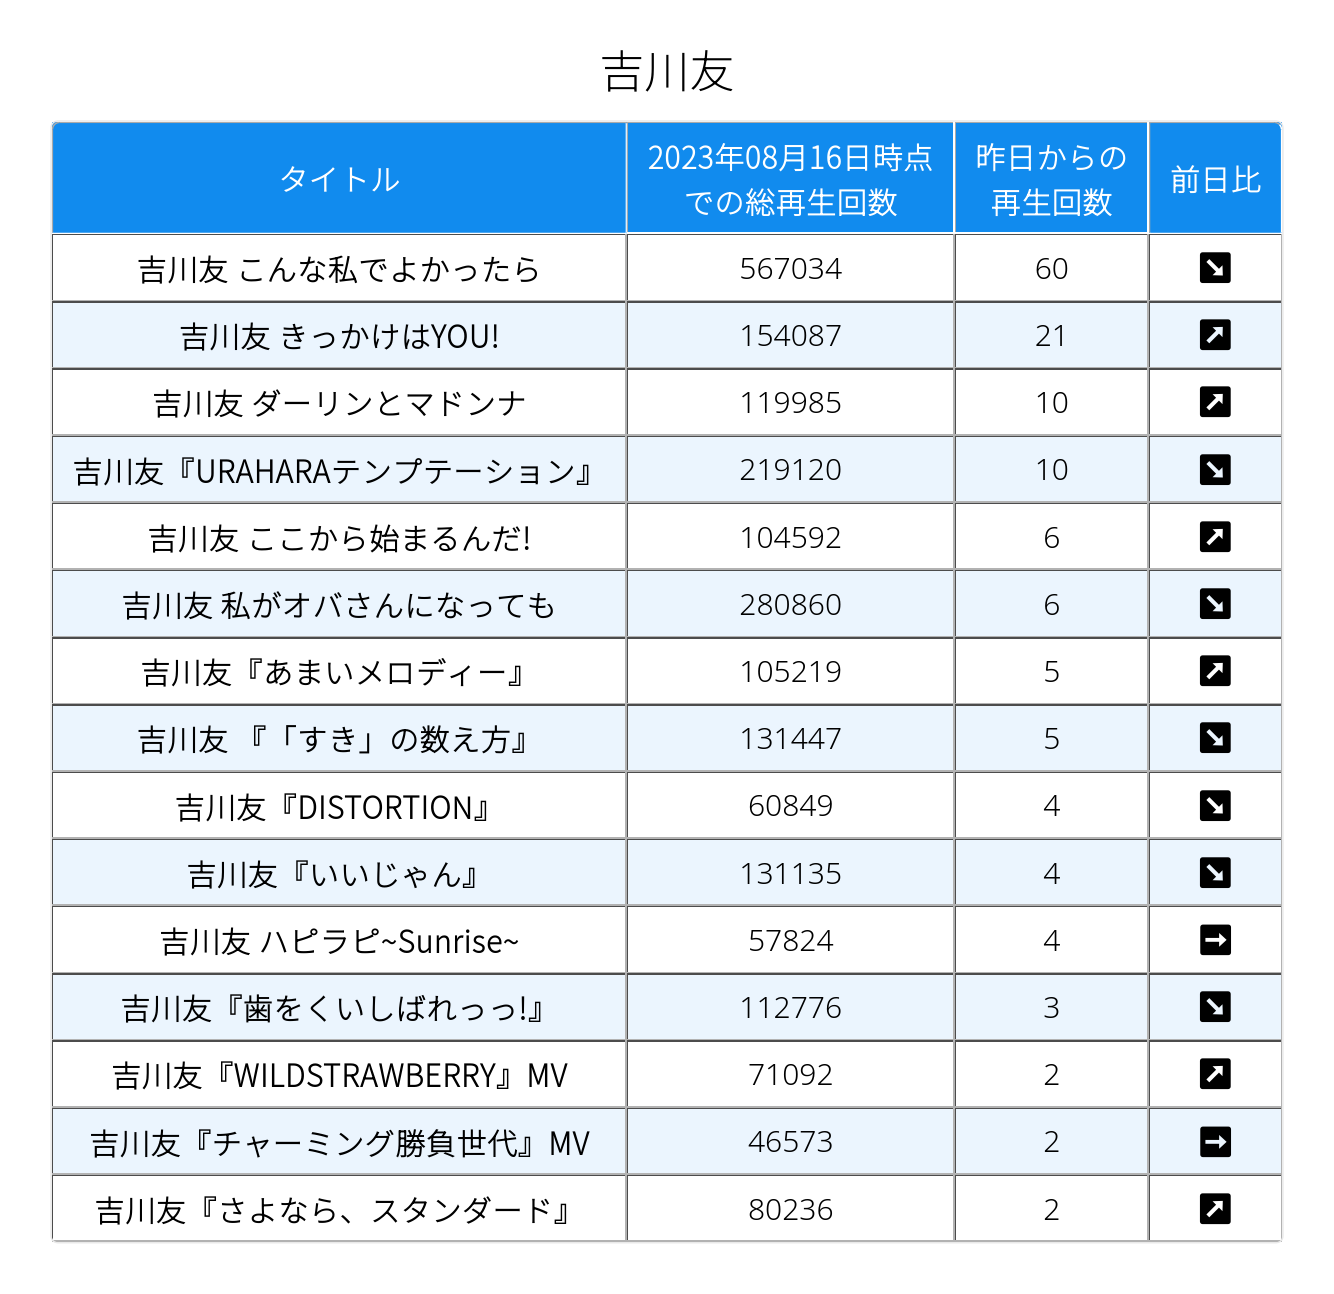 吉川友
タイトル 2023年08月16日時点での総再生回数 昨日からの再生回数 前日比
吉川友 こんな私でよかったら 567034 60 ↘
吉川友 きっかけはYOU! 154087 21 ↗
吉川友 ダーリンとマドンナ 119985 10 ↗
吉川友『URAHARAテンプテーション』 219120 10 ↘
吉川友 ここから始まるんだ! 104592 6 ↗
吉川友 私がオバさんになっても 280860 6 ↘
吉川友『あまいメロディー』 105219 5 ↗
吉川友 『「すき」の数え方』 131447 5 ↘
吉川友『DISTORTION』 60849 4 ↘
吉川友『いいじゃん』 131135 4 ↘
吉川友 ハピラピ~Sunrise~ 57824 4 →
吉川友『歯をくいしばれっっ!』 112776 3 ↘
吉川友『WILDSTRAWBERRY』MV 71092 2 ↗
吉川友『チャーミング勝負世代』MV 46573 2 →
吉川友『さよなら、スタンダード』 80236 2 ↗